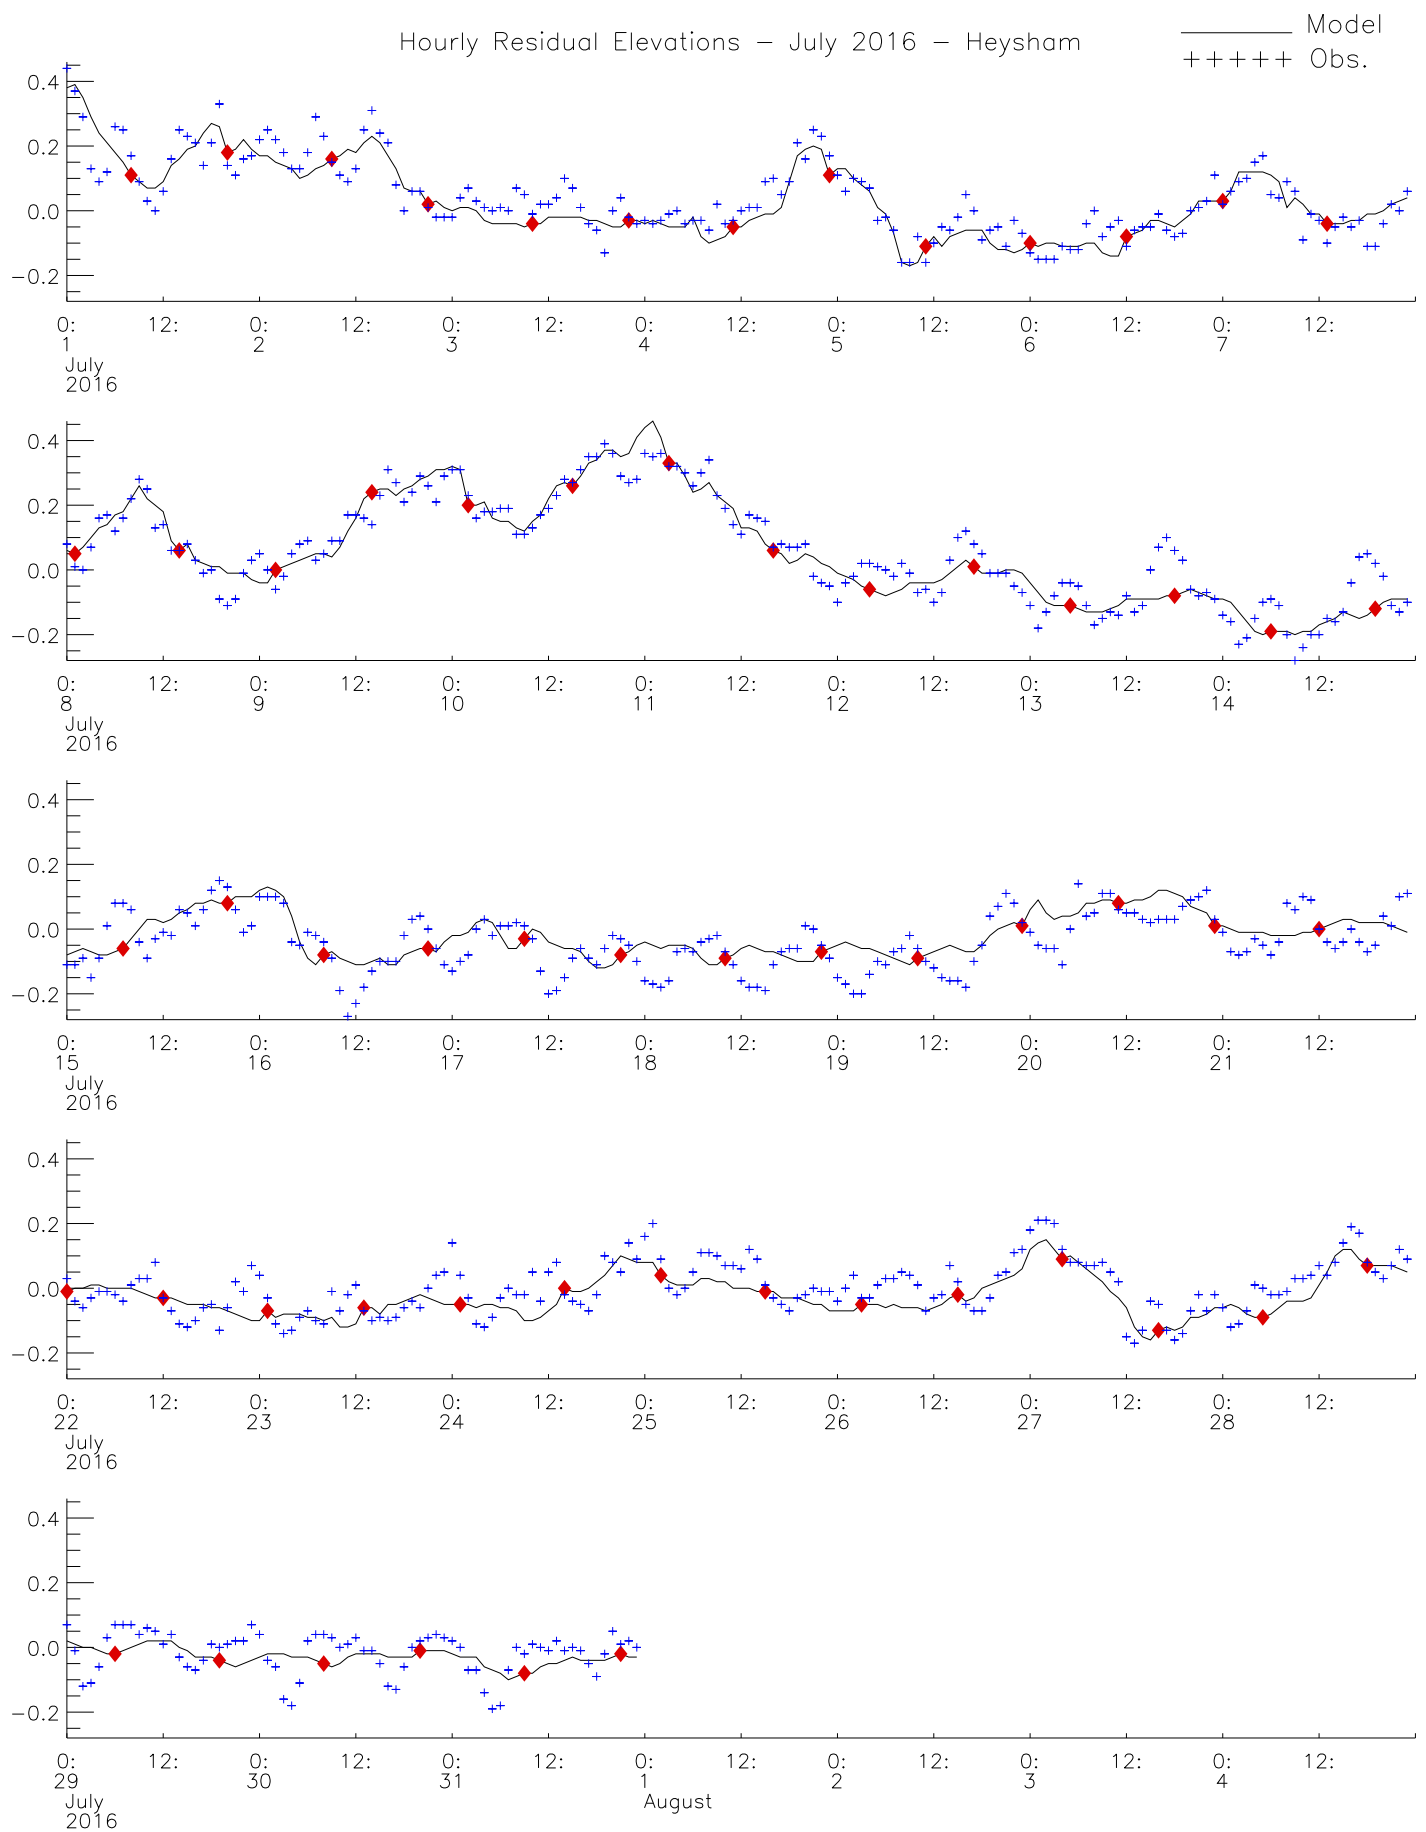 Hourly Residual Elevations – July 2016 – Heysham
Model
+++++ Obs.
0.4
0.2
0.0
−0.2
0: 12: 0: 12: 0: 12: 0: 12: 0: 12: 0: 12: 0: 12:
1 2 3 4 5 6 7
July
2016
0.4
0.2
0.0
−0.2
0: 12: 0: 12: 0: 12: 0: 12: 0: 12: 0: 12: 0: 12:
8 9 10 11 12 13 14
July
2016
0.4
0.2
0.0
−0.2
0: 12: 0: 12: 0: 12: 0: 12: 0: 12: 0: 12: 0: 12:
15 16 17 18 19 20 21
July
2016
0.4
0.2
0.0
−0.2
0: 12: 0: 12: 0: 12: 0: 12: 0: 12: 0: 12: 0: 12:
22 23 24 25 26 27 28
July
2016
0.4
0.2
0.0
−0.2
0: 12: 0: 12: 0: 12: 0: 12: 0: 12: 0: 12: 0: 12:
29 30 31 1 2 3 4
July August
2016